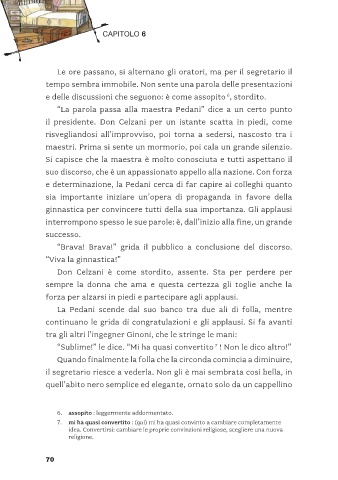 CAPITOLO 6
Le ore passano, si alternano gli oratori, ma per il segretario il
tempo sembra immobile. Non sente una parola delle presentazioni
e delle discussioni che seguono: è come assopito 6, stordito.
“La parola passa alla maestra Pedani” dice a un certo punto
il presidente. Don Celzani per un istante scatta in piedi, come
risvegliandosi all’improvviso, poi torna a sedersi, nascosto tra i
maestri. Prima si sente un mormorio, poi cala un grande silenzio.
Si capisce che la maestra è molto conosciuta e tutti aspettano il
suo discorso, che è un appassionato appello alla nazione. Con forza
e determinazione, la Pedani cerca di far capire ai colleghi quanto
sia importante iniziare un’opera di propaganda in favore della
ginnastica per convincere tutti della sua importanza. Gli applausi
interrompono spesso le sue parole: è, dall’inizio alla fine, un grande
successo.
“Brava! Brava!” grida il pubblico a conclusione del discorso.
“Viva la ginnastica!”
Don Celzani è come stordito, assente. Sta per perdere per
sempre la donna che ama e questa certezza gli toglie anche la
forza per alzarsi in piedi e partecipare agli applausi.
La Pedani scende dal suo banco tra due ali di folla, mentre
continuano le grida di congratulazioni e gli applausi. Si fa avanti
tra gli altri l’ingegner Ginoni, che le stringe le mani:
“Sublime!” le dice. “Mi ha quasi convertito 7 ! Non le dico altro!”
Quando finalmente la folla che la circonda comincia a diminuire,
il segretario riesce a vederla. Non gli è mai sembrata così bella, in
quell’abito nero semplice ed elegante, ornato solo da un cappellino
6. assopito : leggermente addormentato.
7. mi ha quasi convertito : (qui) mi ha quasi convinto a cambiare completamente
idea. Convertirsi: cambiare le proprie convinzioni religiose, scegliere una nuova
religione.
70